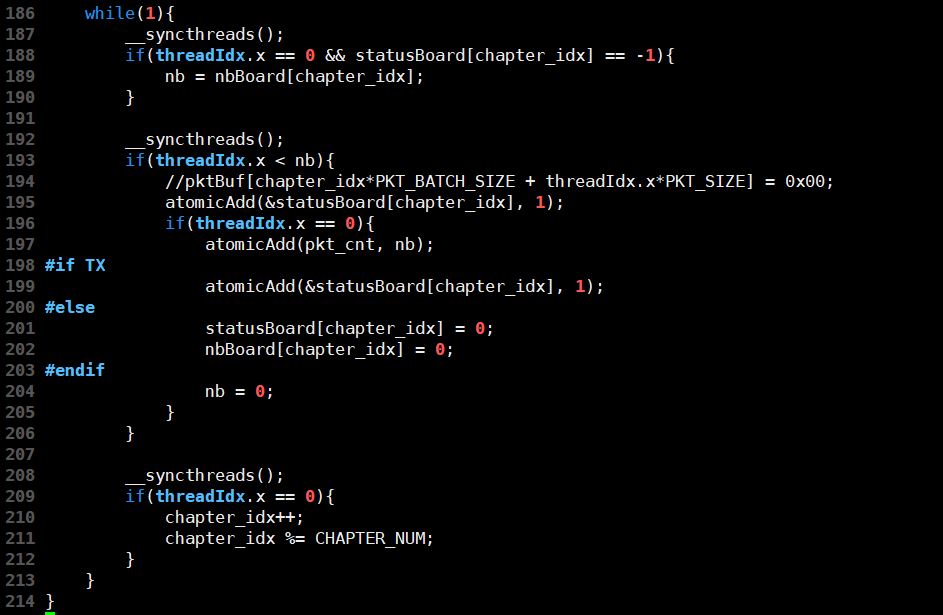 186     while(1){
187         __syncthreads();
188         if(threadIdx.x == 0 && statusBoard[chapter_idx] == -1){
189             nb = nbBoard[chapter_idx];
190         }
191
192         __syncthreads();
193         if(threadIdx.x < nb){
194             //pktBuf[chapter_idx*PKT_BATCH_SIZE + threadIdx.x*PKT_SIZE] = 0x00;
195             atomicAdd(&statusBoard[chapter_idx], 1);
196             if(threadIdx.x == 0){
197                 atomicAdd(pkt_cnt, nb);
198 #if TX
199                 atomicAdd(&statusBoard[chapter_idx], 1);
200 #else
201                 statusBoard[chapter_idx] = 0;
202                 nbBoard[chapter_idx] = 0;
203 #endif
204                 nb = 0;
205             }
206         }
207
208         __syncthreads();
209         if(threadIdx.x == 0){
210             chapter_idx++;
211             chapter_idx %= CHAPTER_NUM;
212         }
213     }
214 }